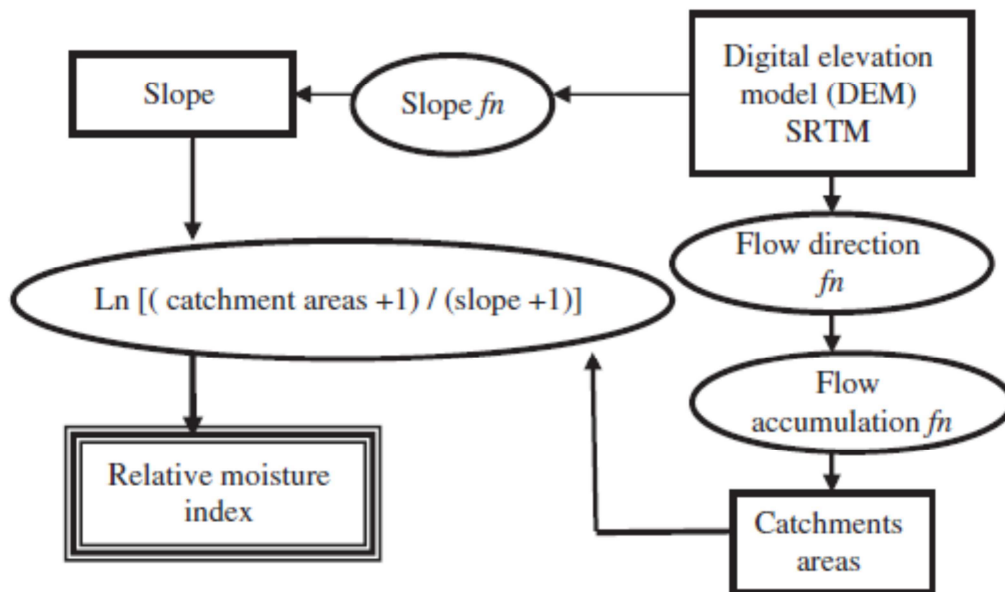 Slope
Slope fn
Digital elevation
model (DEM)
SRTM
Flow direction
fn
Ln [( catchment areas +1) / (slope +1)]
Flow
accumulation fn
Relative moisture
index
Catchments
areas